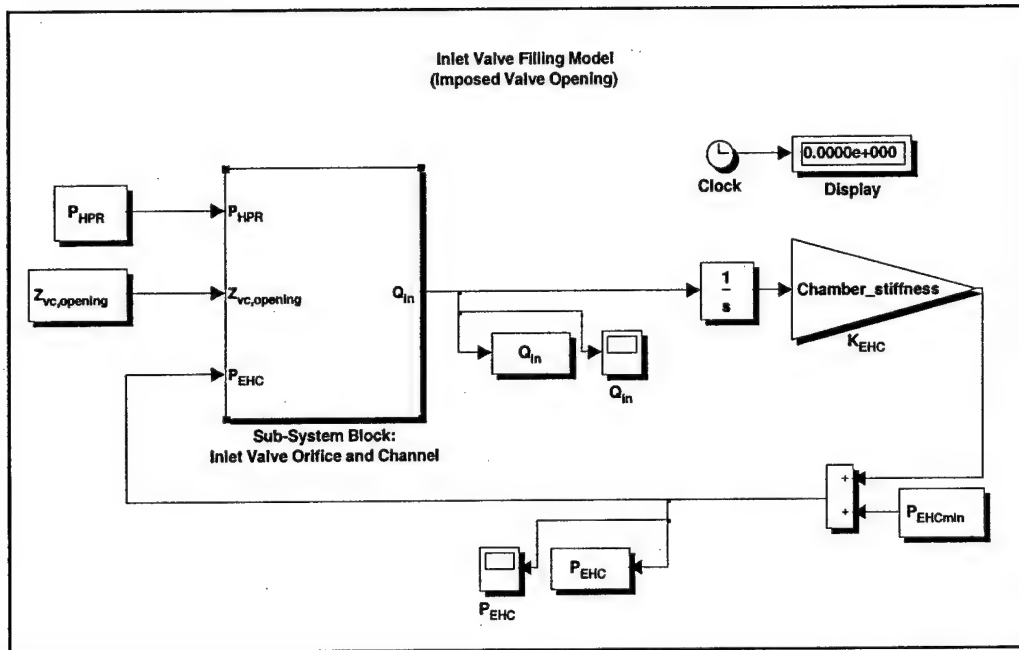 Inlet Valve Filling Model
(Imposed Valve Opening)
0.0000e+000
Clock
Display
P_HPR
P_HPR
Z_vc,opening
Z_vc,opening
Q_in
P_EHC
1
s
Chamber_stiffness
K_EHC
Q_in
Q_in
Sub-System Block:
Inlet Valve Orifice and Channel
+
+
P_EHCmin
P_EHC
P_EHC